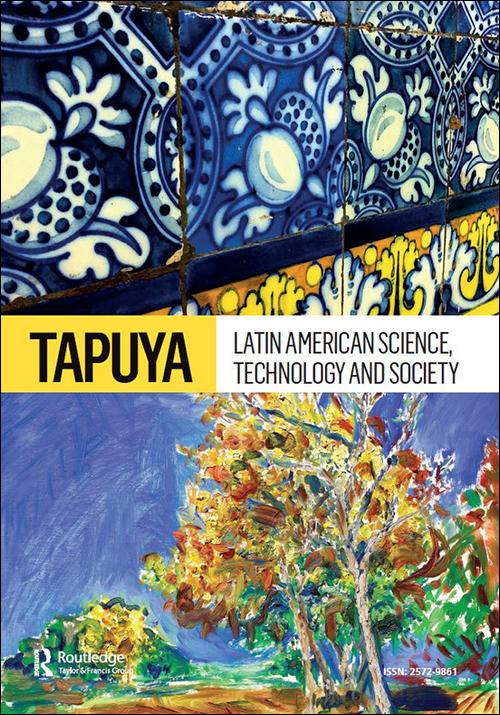 TAPUYA
LATIN AMERICAN SCIENCE,
TECHNOLOGY AND SOCIETY
Routledge
Taylor & Francis Group
ISSN: 2572-9861